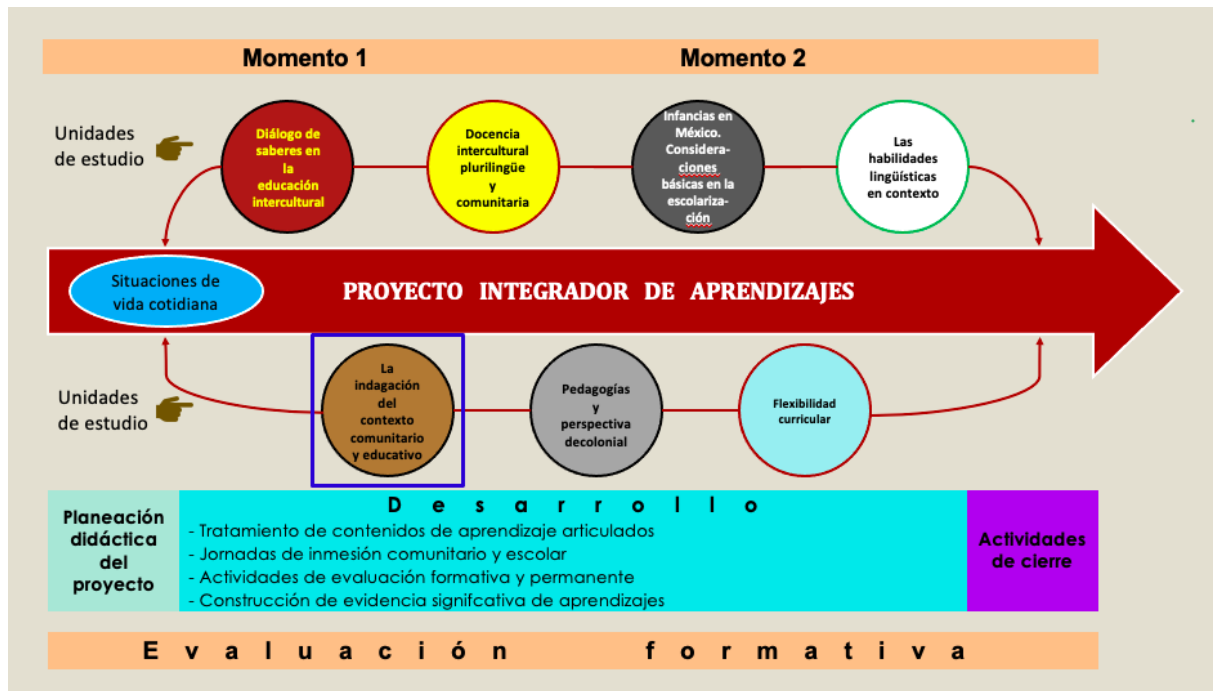 Momento 1
Momento 2
Unidades
de estudio
Diálogo de
saberes en
la
educación
intercultural
Docencia
intercultural
plurilingüe
y
comunitaria
Infancias en
México.
Considera-
ciones
básicas en la
escolariza-
ción
Las
habilidades
lingüísticas
en contexto
Situaciones de
vida cotidiana
PROYECTO INTEGRADOR DE APRENDIZAJES
Unidades
de estudio
La
indagación
del
contexto
comunitario
y educativo
Pedagogías
y
perspectiva
decolonial
Flexibilidad
curricular
Planeación
didáctica
del
proyecto
Desarrollo
- Tratamiento de contenidos de aprendizaje articulados
- Jornadas de inmesión comunitario y escolar
- Actividades de evaluación formativa y permanente
- Construcción de evidencia signifcativa de aprendizajes
Actividades
de cierre
Evaluación formativa